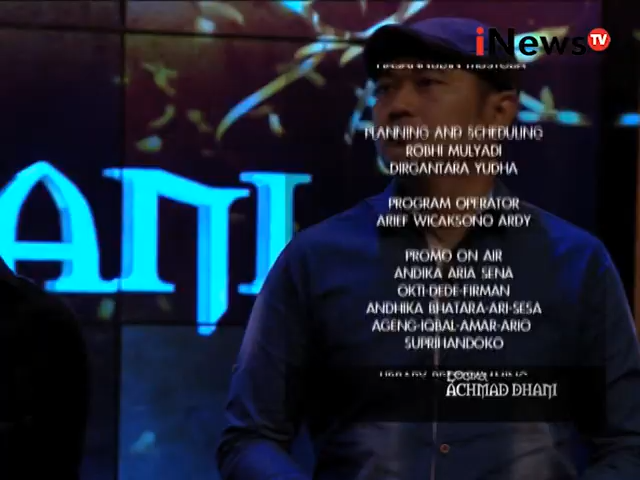 iNews TV
PLANNING AND SCHEDULING
ROBHI MULYADI
DIRGANTARA YUDHA
PROGRAM OPERATOR
ARIEF WICAKSONO ARDY
PROMO ON AIR
ANDIKA ARIA SENA
OKTI-DEDE-FIRMAN
ANDHIKA BHATARA-ARI-SESA
AGENG-IQBAL-AMAR-ARIO
SUPRIHANDOKO
ACHMAD DHANI
ANI